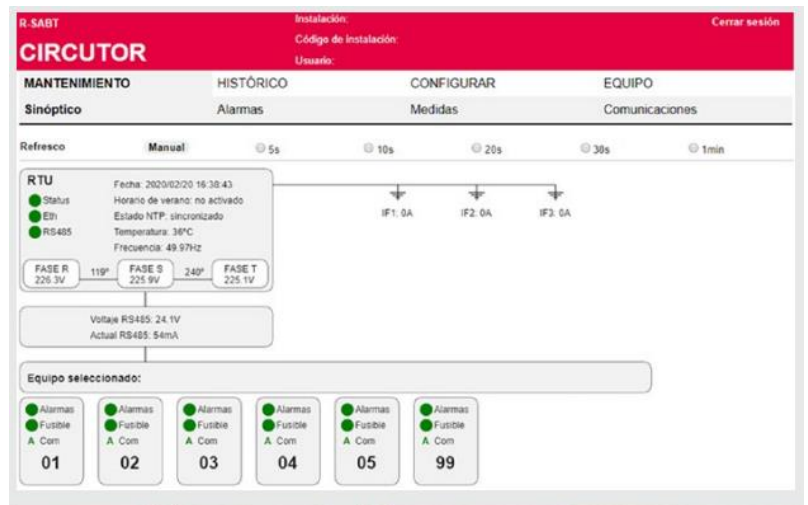 R-SABT
Instalación:
Cerrar sesión
Código de instalación:
CIRCUTOR
Usuario:
MANTENIMIENTO HISTÓRICO CONFIGURAR EQUIPO
Sinóptico Alarmas Medidas Comunicaciones
Refresco Manual 5s 10s 20s 30s 1min
RTU
Status
Eth
RS485
Fecha: 2020/02/20 16:38:43
Horario de verano: no activado
Estado NTP: sincronizado
Temperatura: 36ºC
Frecuencia: 49.97Hz
FASE R 119º FASE S 240º FASE T
226.3V 225.9V 225.1V
IF1: 0A IF2: 0A IF3: 0A
Voltaje RS485: 24.1V
Actual RS485: 54mA
Equipo seleccionado:
Alarmas Alarmas Alarmas Alarmas Alarmas Alarmas
Fusible Fusible Fusible Fusible Fusible Fusible
A Com A Com A Com A Com A Com A Com
01 02 03 04 05 99